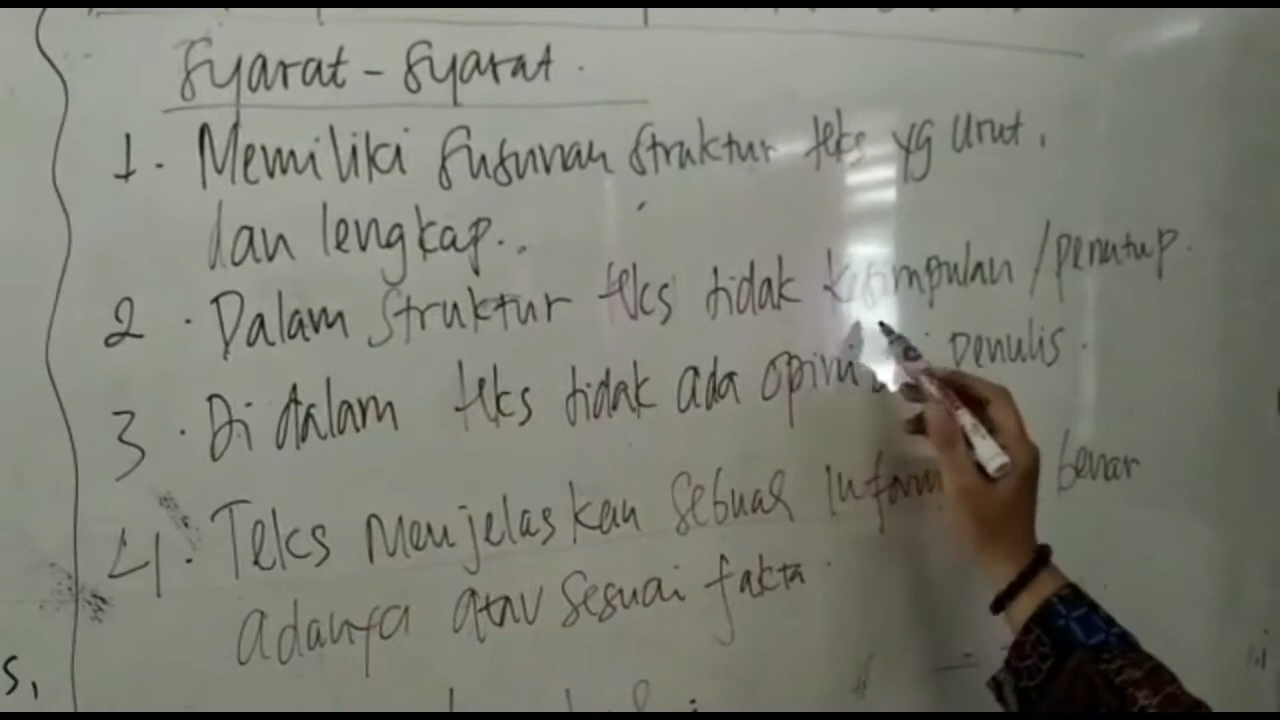 Syarat - Syarat.
1. Memiliki susunan struktur teks yg urut.
dan lengkap..
2. Dalam struktur teks tidak kesimpulan / penutup.
3. Di dalam teks tidak ada opini penulis.
4. Teks Menjelaskan sebuah benar
adanya atau sesuai fakta.
s,